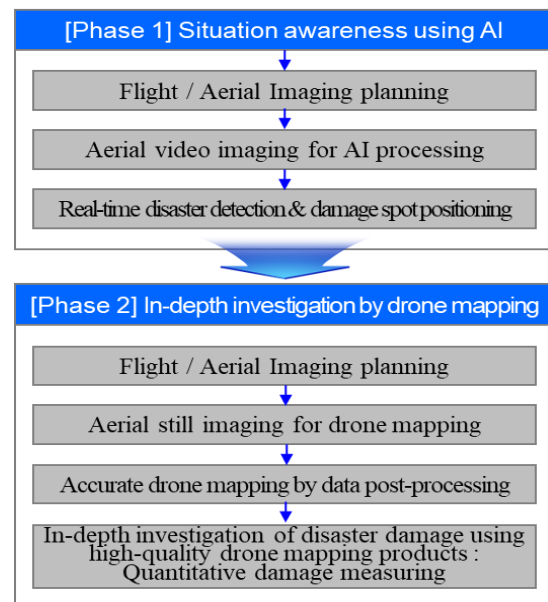 [Phase 1] Situation awareness using AI
Flight / Aerial Imaging planning
Aerial video imaging for AI processing
Real-time disaster detection & damage spot positioning
[Phase 2] In-depth investigation by drone mapping
Flight / Aerial Imaging planning
Aerial still imaging for drone mapping
Accurate drone mapping by data post-processing
In-depth investigation of disaster damage using
high-quality drone mapping products :
Quantitative damage measuring